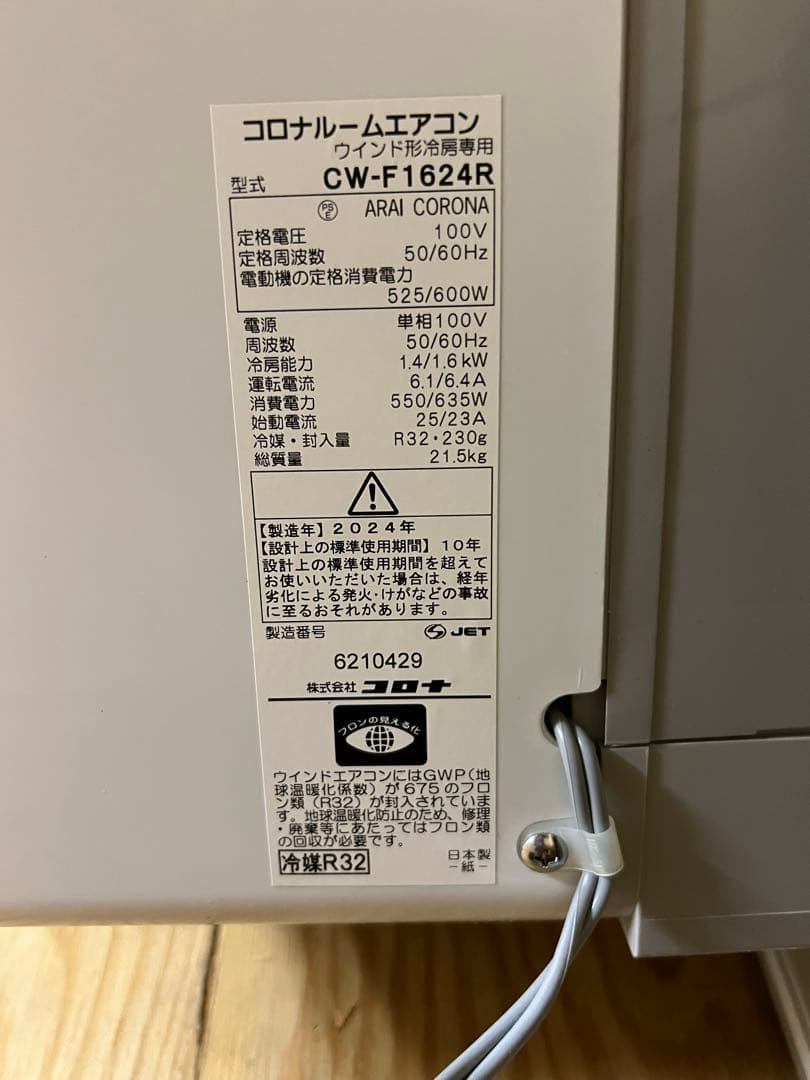 コロナルームエアコン
ウインド形冷房専用
型式 CW-F1624R
PSE ARAI CORONA
定格電圧 100V
定格周波数 50/60Hz
電動機の定格消費電力
525/600W
電源 単相100V
周波数 50/60Hz
冷房能力 1.4/1.6kW
運転電流 6.1/6.4A
消費電力 550/635W
始動電流 25/23A
冷媒・封入量 R32・230g
総質量 21.5kg
【製造年】2024年
【設計上の標準使用期間】10年
設計上の標準使用期間を超えて
お使いいただいた場合は、経年
劣化による発火・けがなどの事故
に至るおそれがあります。
製造番号 S JET
6210429
株式会社 コロナ
フロンの見える化
ウインドエアコンにはGWP(地
球温暖化係数)が675のフロ
ン類(R32)が封入されていま
す。地球温暖化防止のため、修理
・廃棄等にあたってはフロン類
の回収が必要です。
冷媒R32 日本製
-紙-